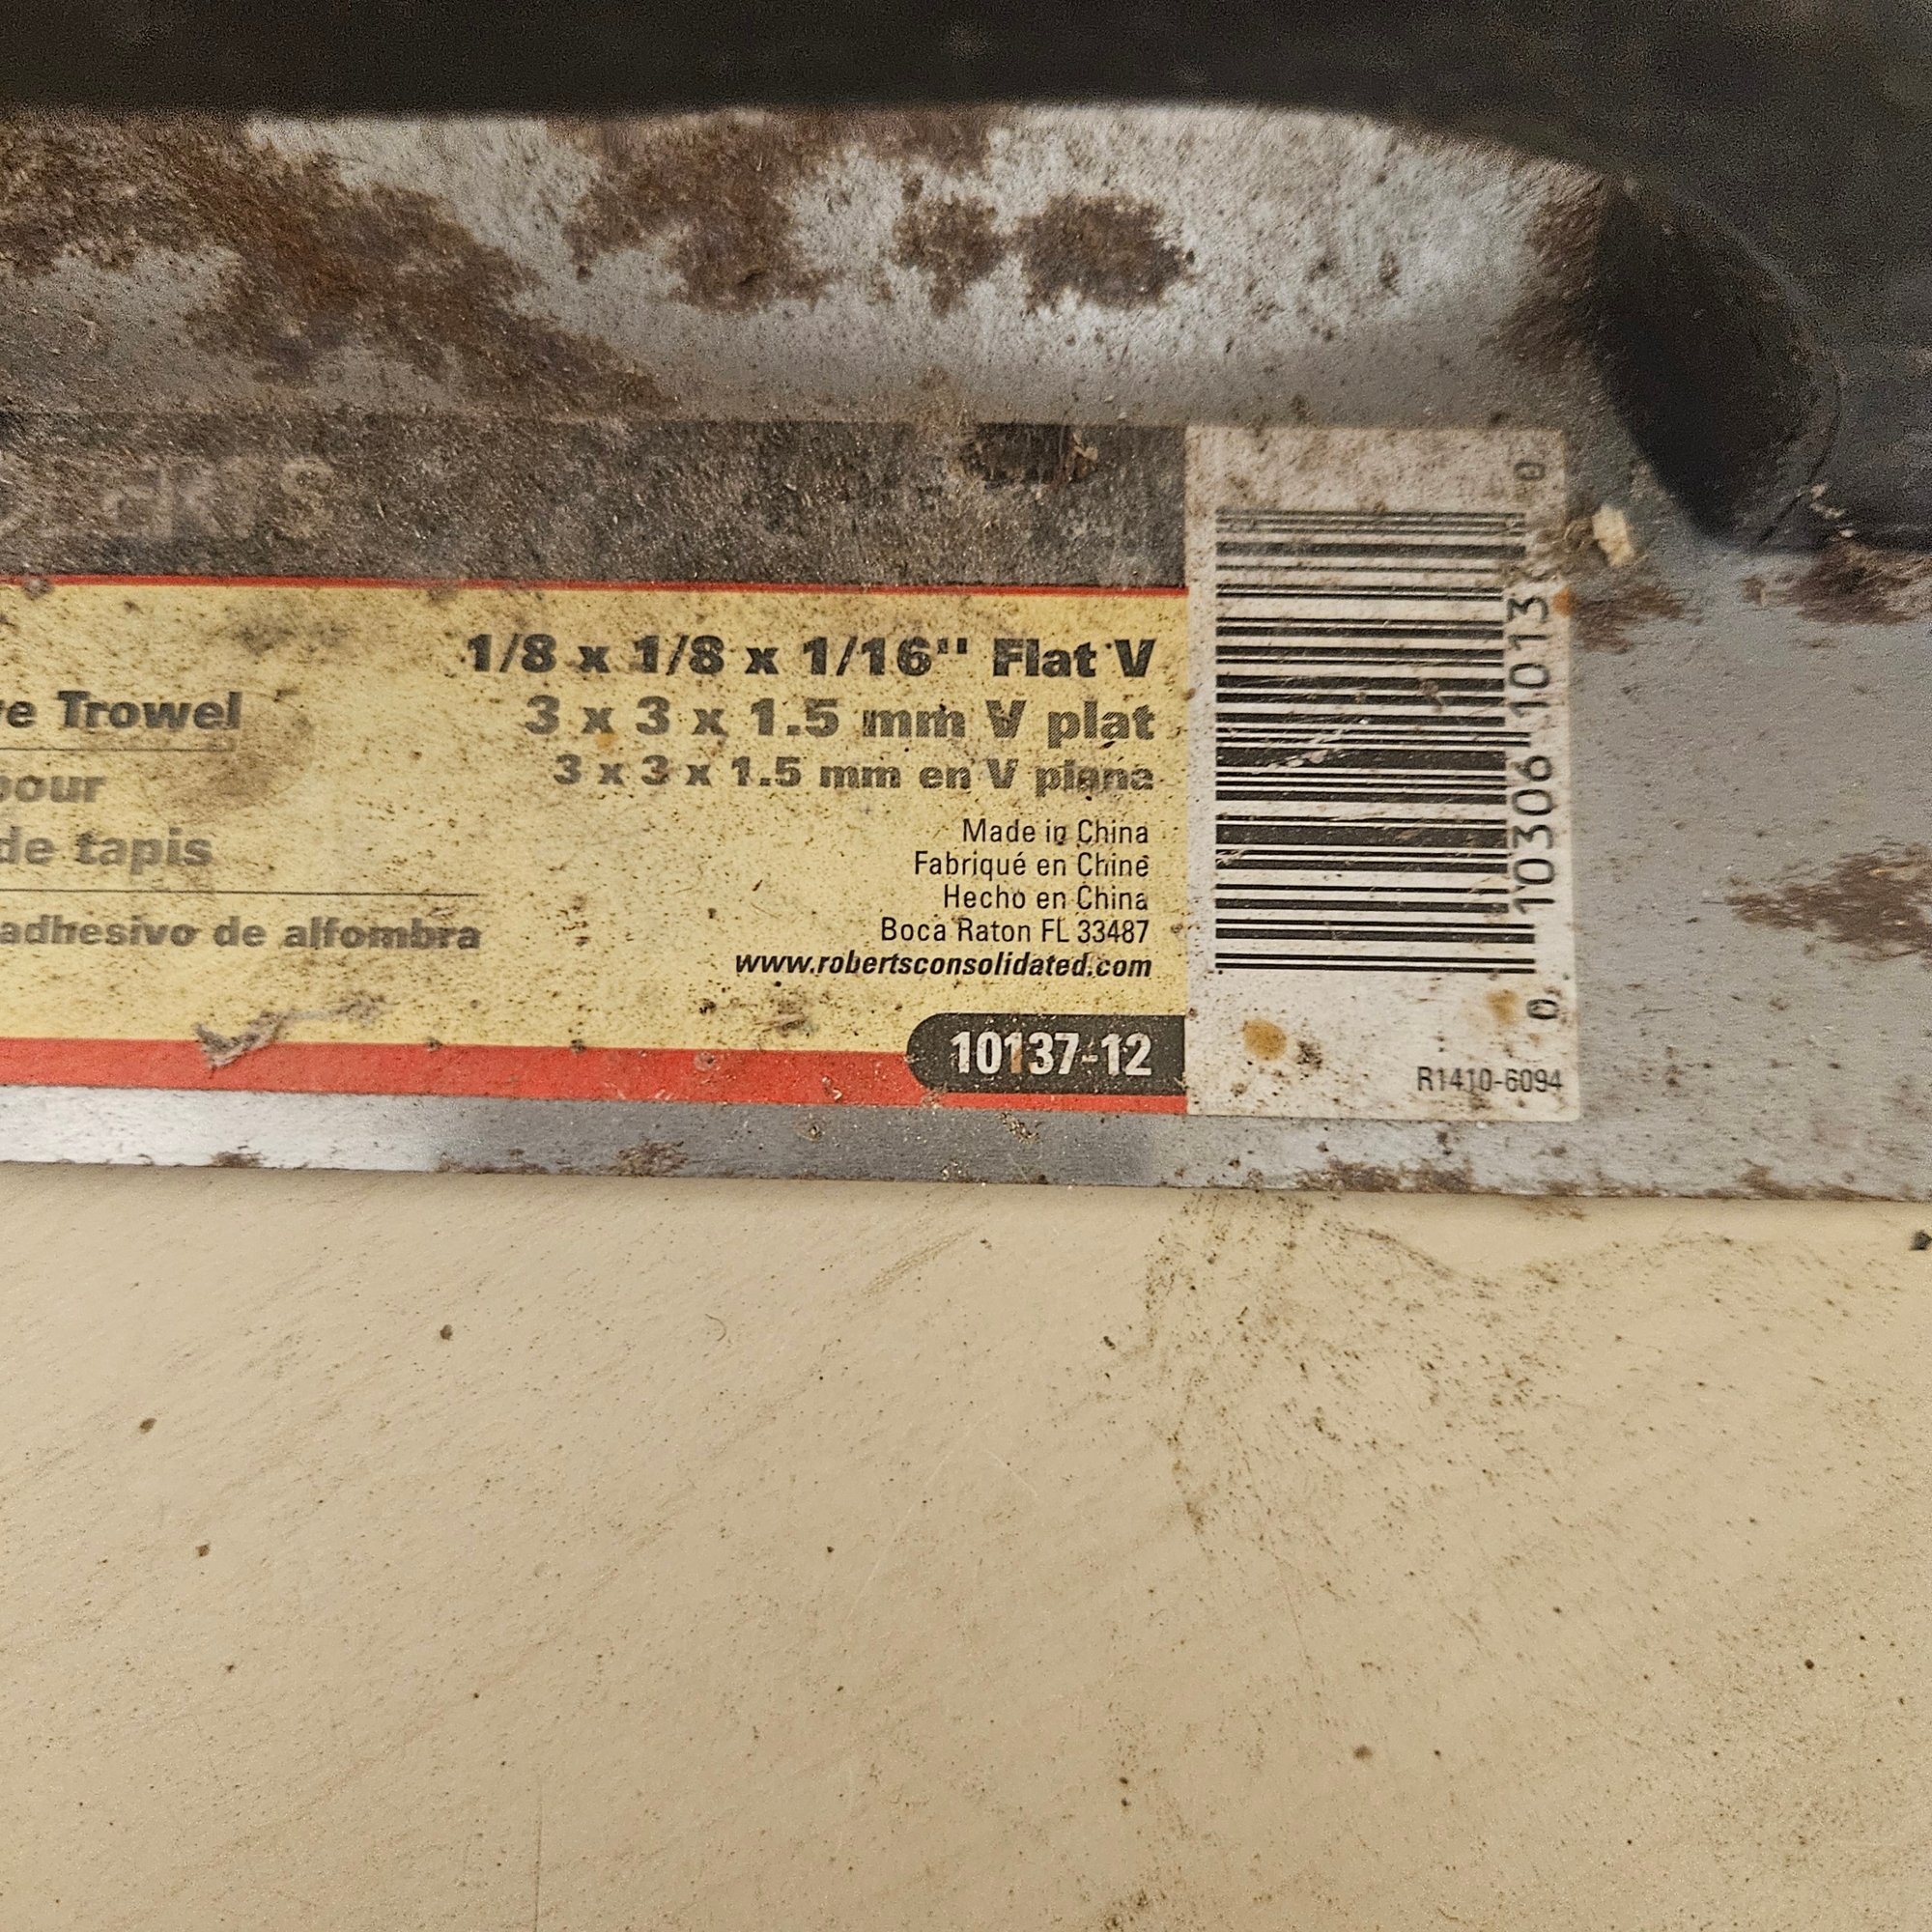 1/8 x 1/8 x 1/16" Flat V
3 x 3 x 1.5 mm V plat
3 x 3 x 1.5 mm en V plana
Trowel
pour
de tapis
adhesivo de alfombra
Made in China
Fabriqué en Chine
Hecho en China
Boca Raton FL 33487
www.robertsconsolidated.com
10137-12
0 10306 1013 0
R1410-6094